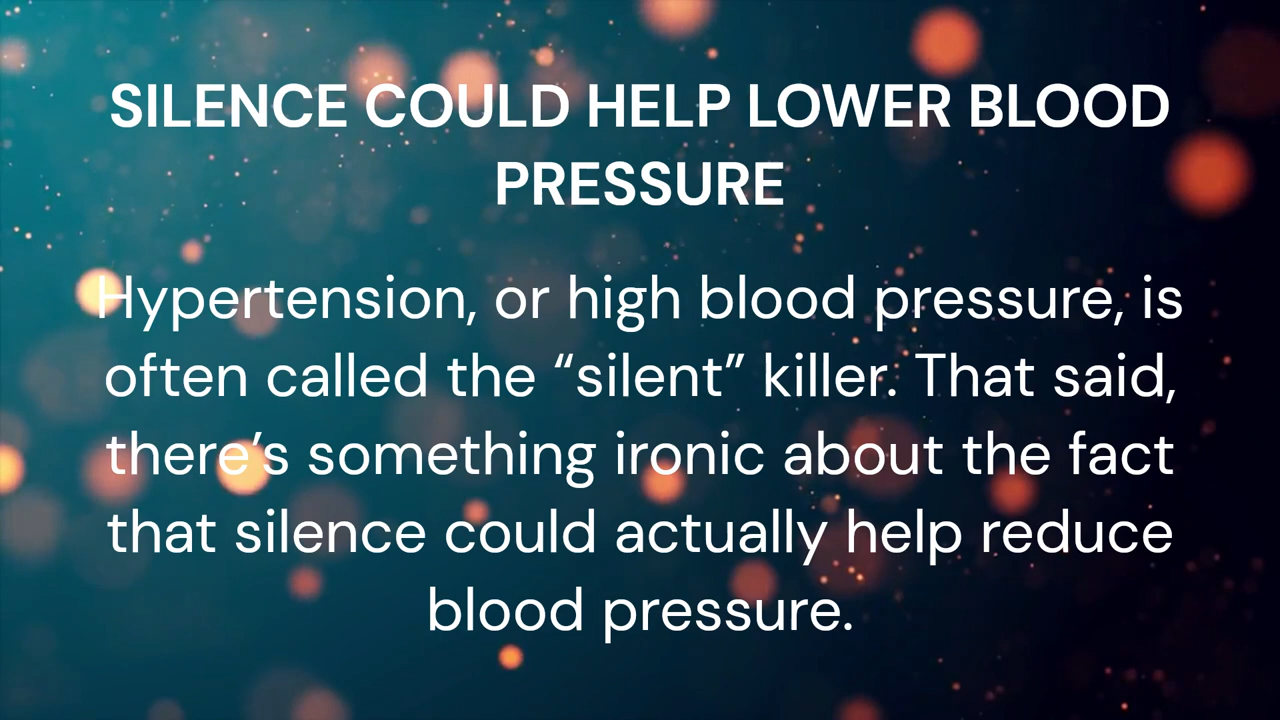 SILENCE COULD HELP LOWER BLOOD
PRESSURE
Hypertension, or high blood pressure, is
often called the “silent” killer. That said,
there’s something ironic about the fact
that silence could actually help reduce
blood pressure.